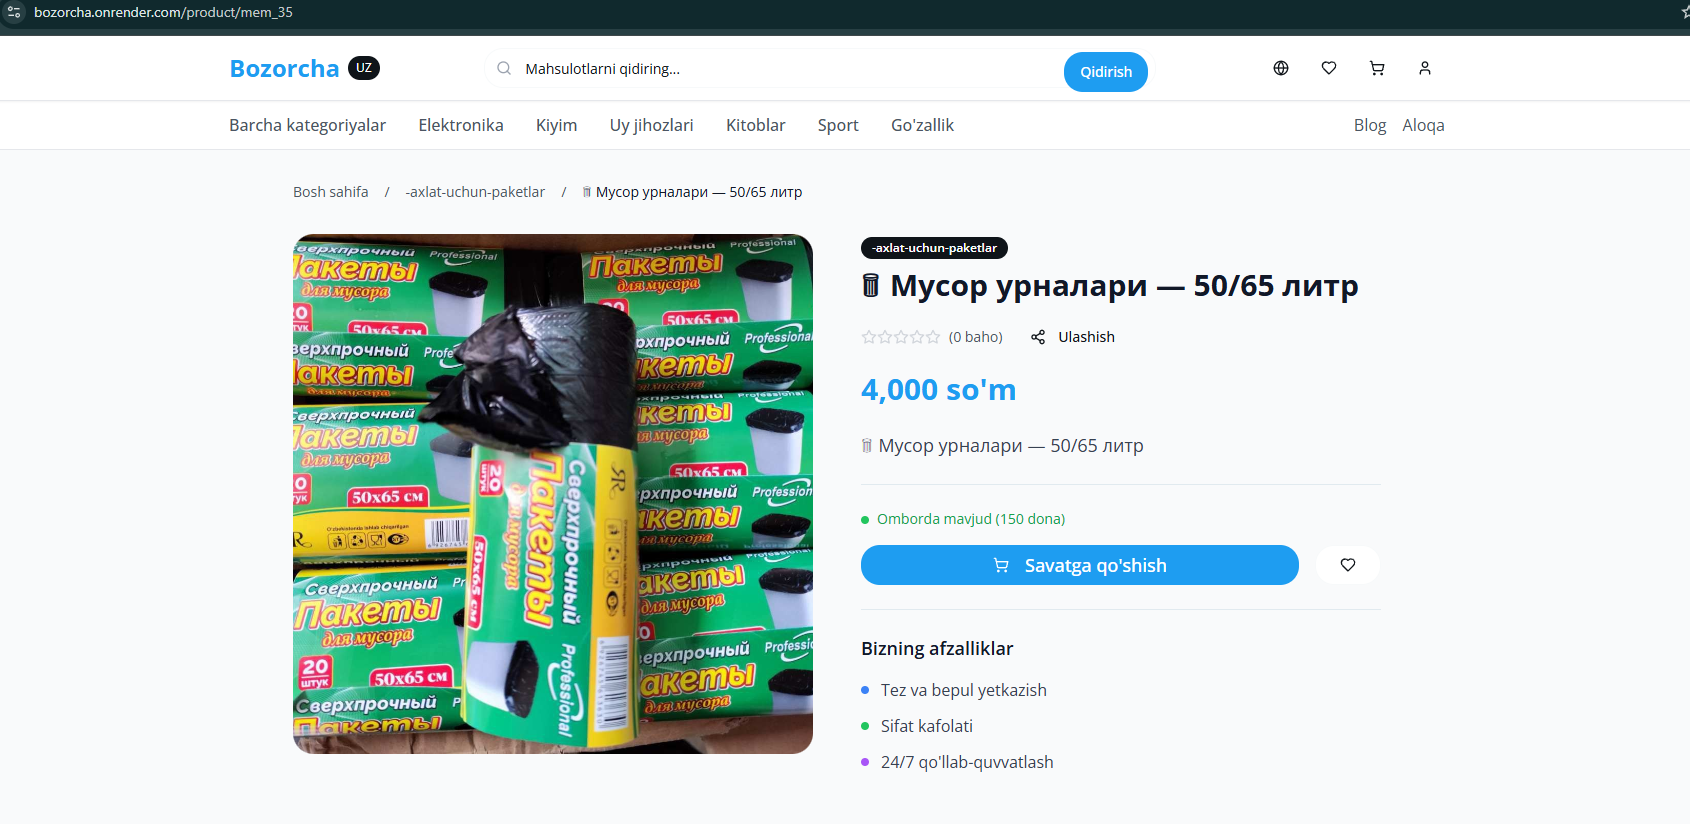 bozorcha.onrender.com/product/mem_35
Bozorcha UZ
Mahsulotlarni qidiring...
Qidirish
Barcha kategoriyalar Elektronika Kiyim Uy jihozlari Kitoblar Sport Go'zallik Blog Aloqa
Bosh sahifa / -axlat-uchun-paketlar / Мусор урналари — 50/65 литр
-axlat-uchun-paketlar
Мусор урналари — 50/65 литр
(0 baho) Ulashish
4,000 so'm
Мусор урналари — 50/65 литр
Omborda mavjud (150 dona)
Savatga qo'shish
Bizning afzalliklar
Tez va bepul yetkazish
Sifat kafolati
24/7 qo'llab-quvvatlash
Сверхпрочный
Пакеты
для мусора
20
штук
50x65 см
Professional